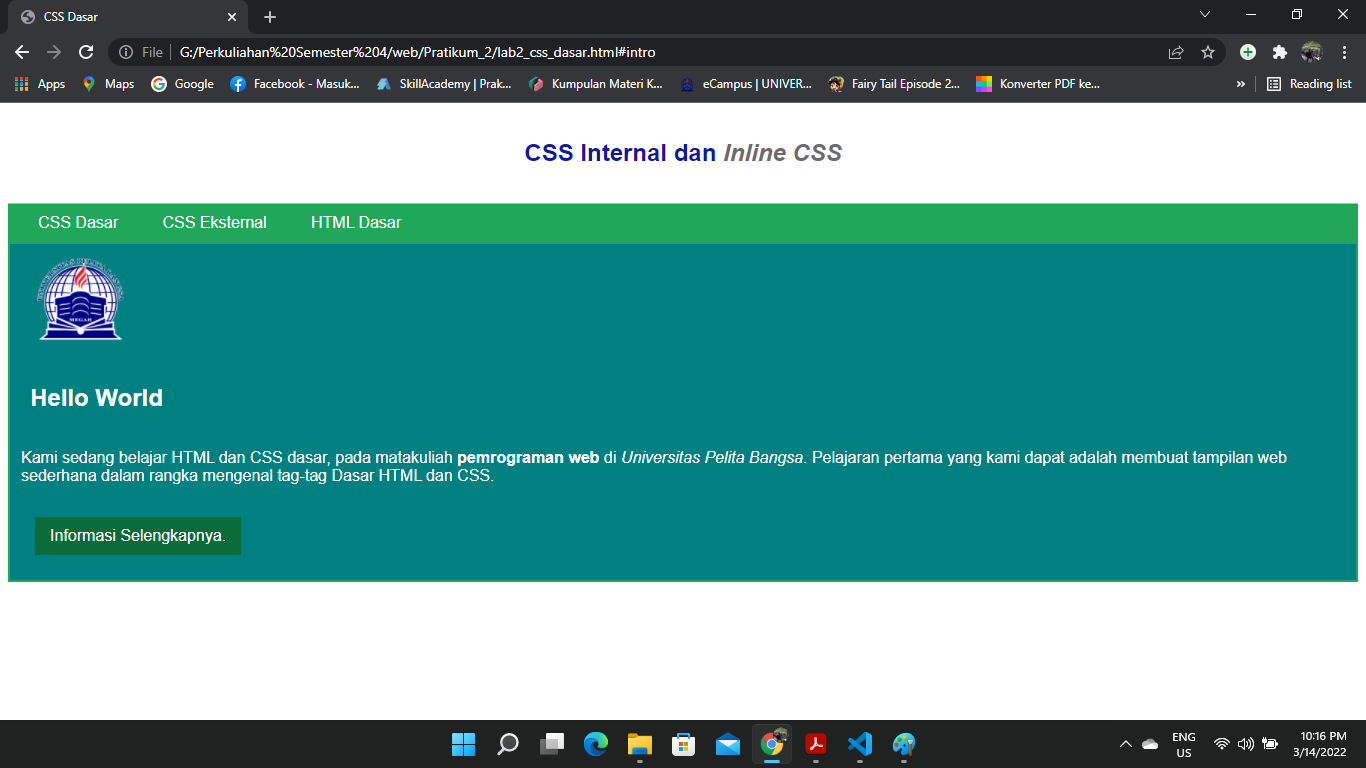 CSS Dasar
File
G:/Perkuliahan%20Semester%204/web/Pratikum_2/lab2_css_dasar.html#intro
Apps Maps Google Facebook - Masuk... SkillAcademy | Prak... Kumpulan Materi K... eCampus | UNIVER... Fairy Tail Episode 2... Konverter PDF ke... » Reading list
CSS Internal dan Inline CSS
CSS Dasar CSS Eksternal HTML Dasar
UNIVERSITAS PELITA BANGSA
Hello World
Kami sedang belajar HTML dan CSS dasar, pada matakuliah pemrograman web di Universitas Pelita Bangsa. Pelajaran pertama yang kami dapat adalah membuat tampilan web
sederhana dalam rangka mengenal tag-tag Dasar HTML dan CSS.
Informasi Selengkapnya.
ENG
US
10:16 PM
3/14/2022